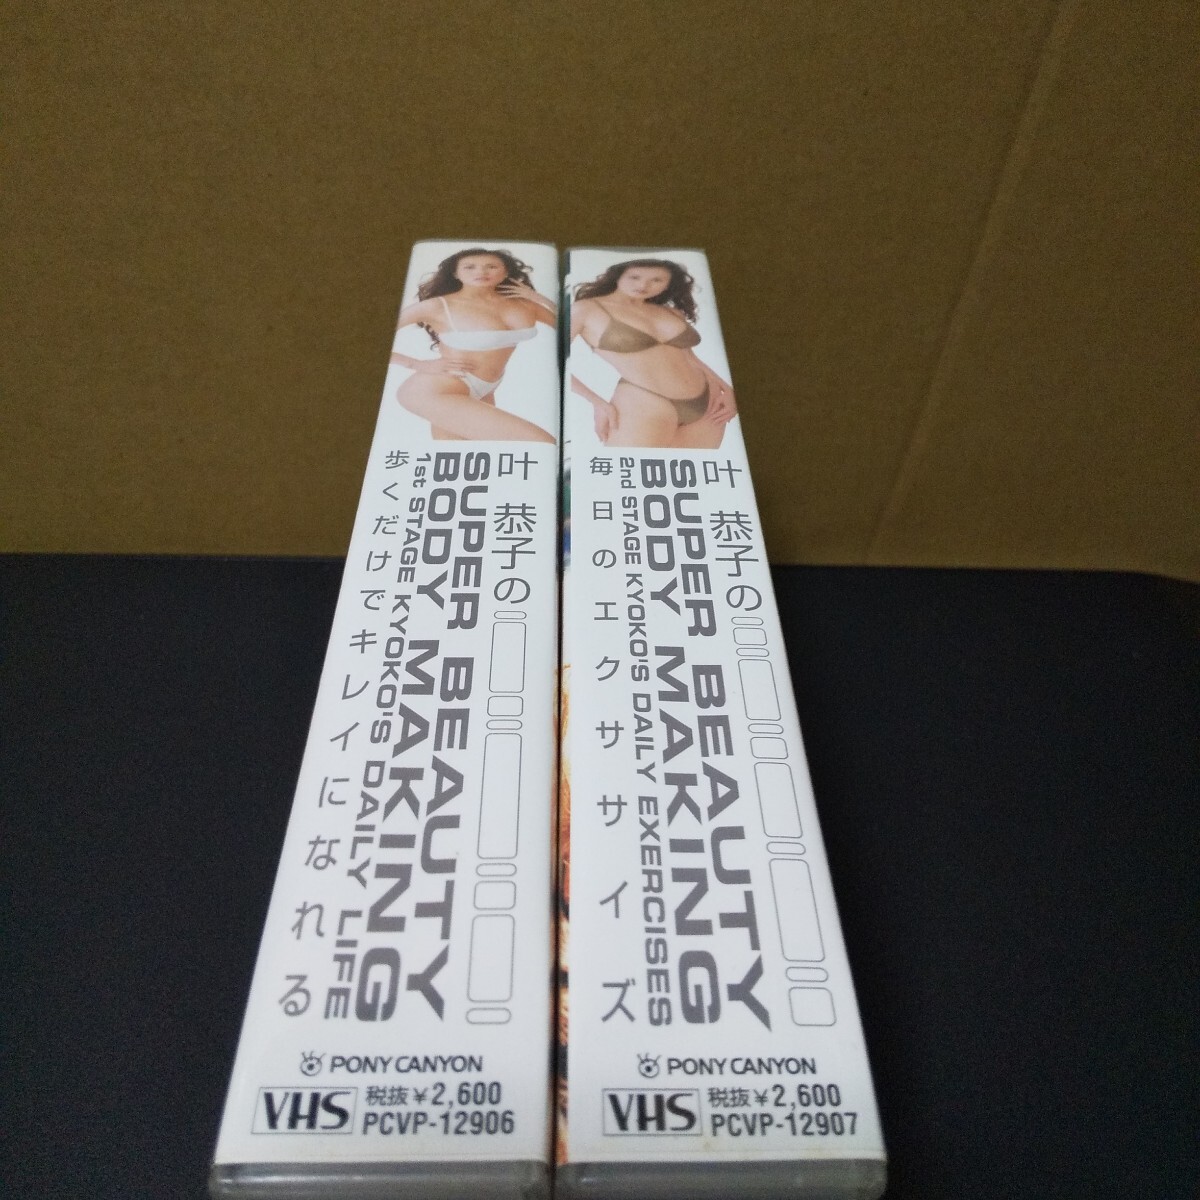 叶 恭子の
SUPER BEAUTY
BODY MAKING
1st STAGE KYOKO'S DAILY LIFE
歩くだけでキレイになれる
PONY CANYON
VHS
税抜¥2,600
PCVP-12906
叶 恭子の
SUPER BEAUTY
BODY MAKING
2nd STAGE KYOKO'S DAILY EXERCISES
毎日のエクササイズ
PONY CANYON
VHS
税抜¥2,600
PCVP-12907